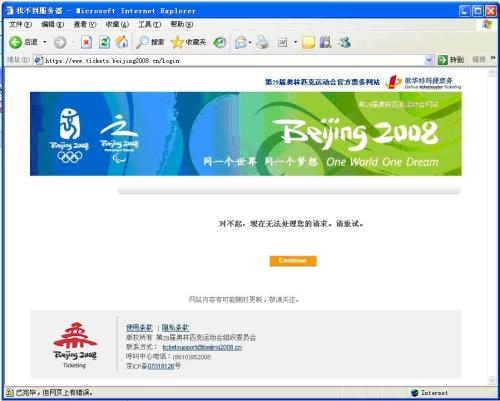 找不到服务器 - Microsoft Internet Explorer
文件(F) 编辑(E) 查看(V) 收藏(A) 工具(T) 帮助(H)
后退 搜索 收藏夹
地址(D) https://www.tickets.beijing2008.cn/login 转到 链接 »
第29届奥林匹克运动会官方票务网站 歌华特玛捷票务
Gehua ticketmaster Ticketing
第29届奥林匹克运动会网站
Beijing 2008
Beijing 2008
Paralympic Games
Beijing 2008
同一个世界 同一个梦想 One World One Dream
对不起，现在无法处理您的请求。请重试。
Continue
网站内容有可能随时更新，敬请关注。
Beijing 2008
Ticketing
使用条款 | 隐私条款
版权所有 第29届奥林匹克运动会组织委员会
联系方式： ticketsupport@beijing2008.cn
呼叫中心电话：(8610)952008
京ICP备07018126号
已完毕，但网页上有错误。 Internet